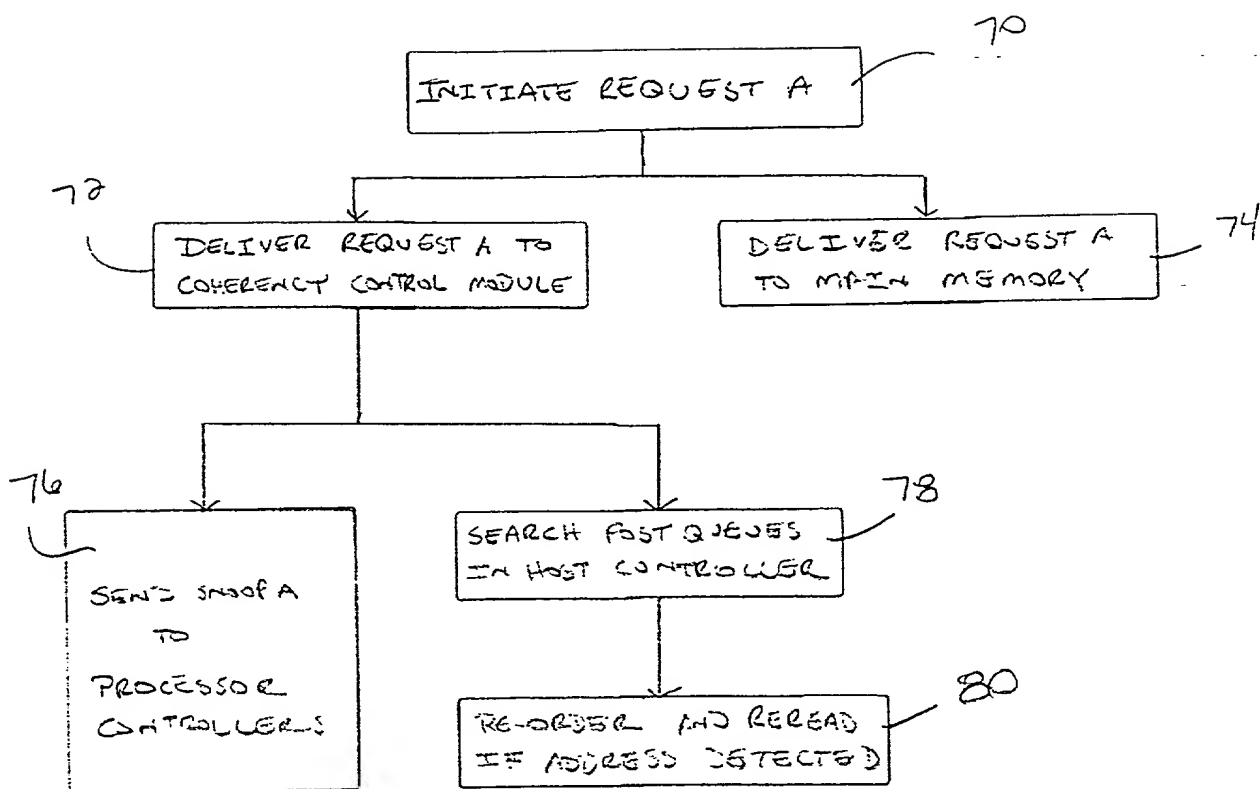 70
INITIATE REQUEST A
72
DELIVER REQUEST A TO
COHERENCY CONTROL MODULE
DELIVER REQUEST A
TO MAIN MEMORY
74
76
SEND SNOOP A
TO
PROCESSOR
CONTROLLERS
78
SEARCH POST QUEUES
IN HOST CONTROLLER
80
RE-ORDER AND REREAD
IF ADDRESS DETECTED